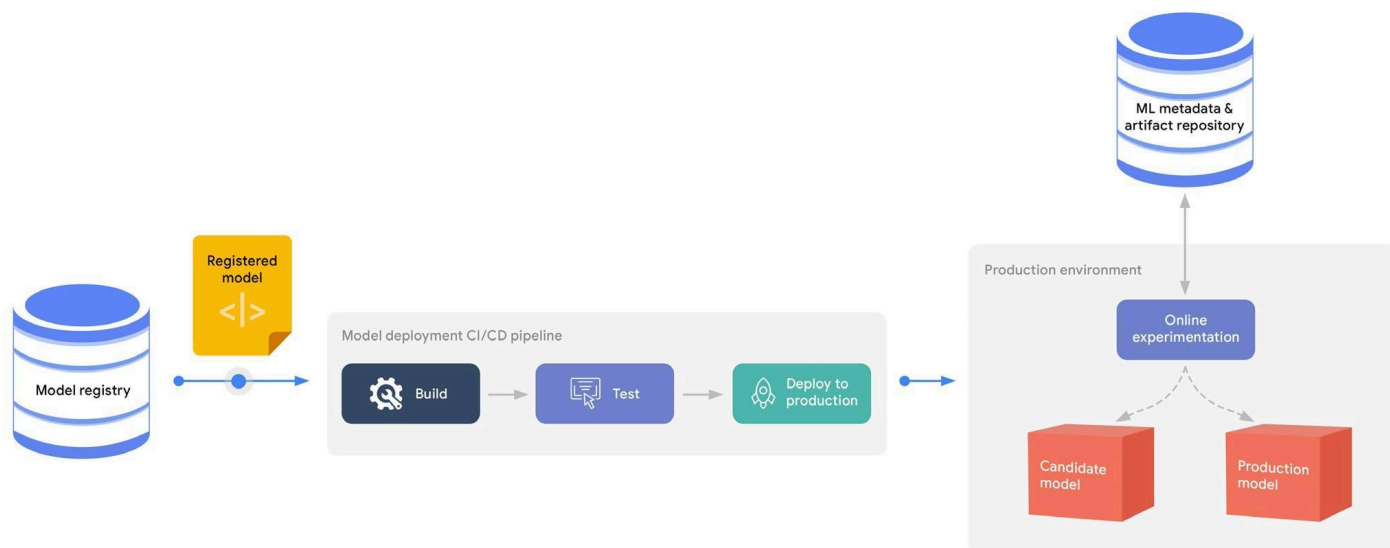 ML metadata &
artifact repository
Registered
model
</>
Model registry
Model deployment CI/CD pipeline
Build
Test
Deploy to
production
Production environment
Online
experimentation
Candidate
model
Production
model